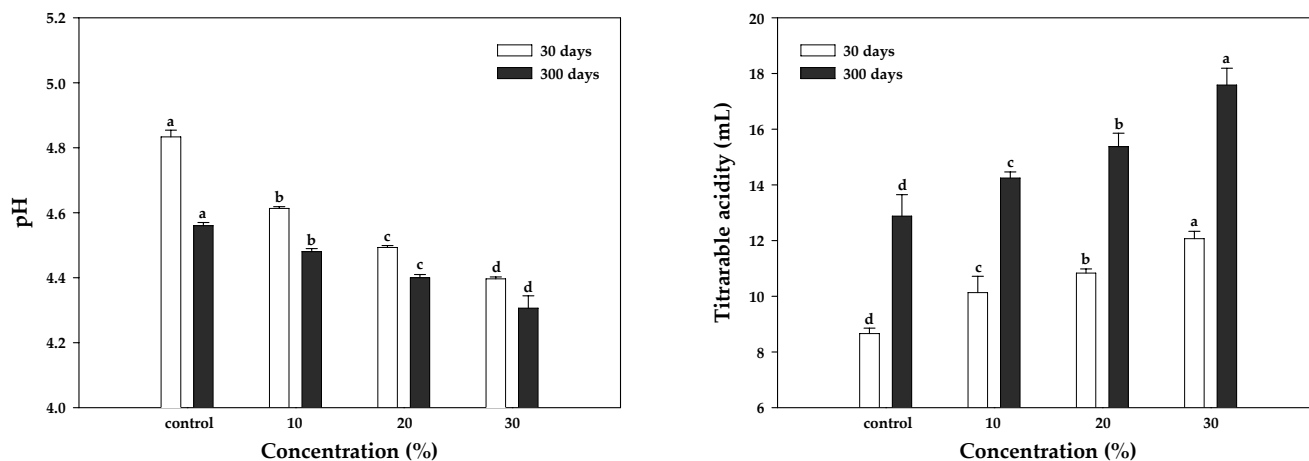 5.2
5.0
4.8
4.6
4.4
4.2
4.0
pH
30 days
300 days
a
a
b
b
c
c
d
d
control
10
20
30
Concentration (%)
20
18
16
14
12
10
8
6
Titrarable acidity (mL)
30 days
300 days
d
d
c
c
b
b
a
a
control
10
20
30
Concentration (%)